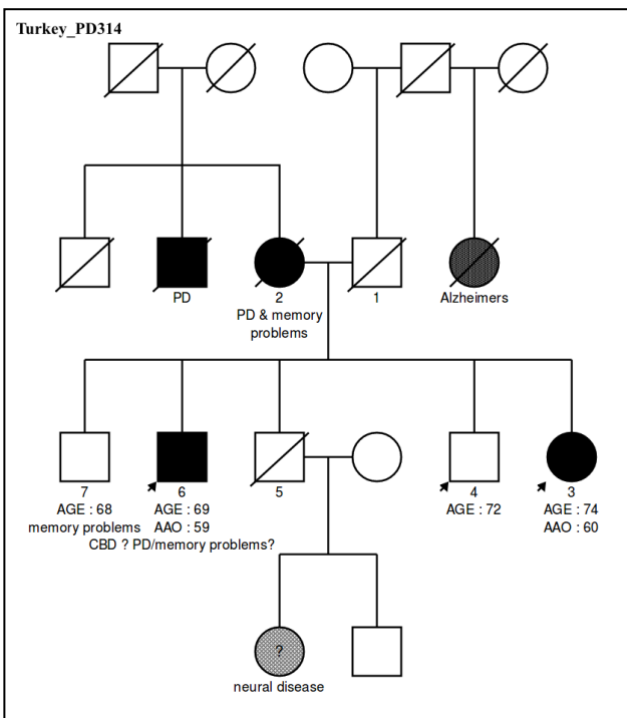 Turkey_PD314
PD
2
PD & memory
problems
1
Alzheimers
7
AGE : 68
memory problems
6
AGE : 69
AAO : 59
CBD ? PD/memory problems?
5
4
AGE : 72
3
AGE : 74
AAO : 60
?
neural disease